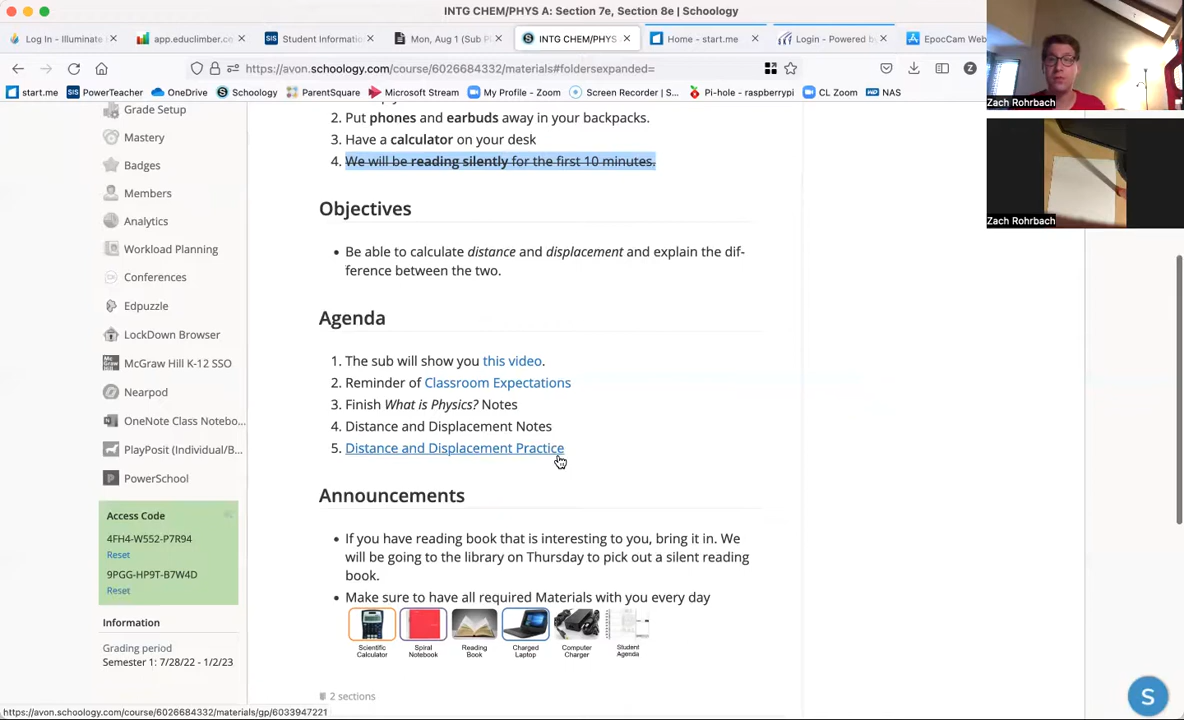 INTG CHEM/PHYS A: Section 7e, Section 8e | Schoology
Log In - Illuminate
app.educlimber.co
Student Informatio
Mon, Aug 1 (Sub P
INTG CHEM/PHYS
Home - start.me
Login - Powered b
EpocCam Web
https://avon.schoology.com/course/6026684332/materials#foldersexpanded=
start.me
PowerTeacher
OneDrive
Schoology
ParentSquare
Microsoft Stream
My Profile - Zoom
Screen Recorder | S...
Pi-hole - raspberrypi
CL Zoom
NAS
Zach Rohrbach
Zach Rohrbach
Grade Setup
Mastery
Badges
Members
Analytics
Workload Planning
Conferences
Edpuzzle
LockDown Browser
McGraw Hill K-12 SSO
Nearpod
OneNote Class Notebo...
PlayPosit (Individual/B...
PowerSchool
Access Code
4FH4-W552-P7R94
Reset
9PGG-HP9T-B7W4D
Reset
Information
Grading period
Semester 1: 7/28/22 - 1/2/23
2. Put phones and earbuds away in your backpacks.
3. Have a calculator on your desk
4. We will be reading silently for the first 10 minutes.
Objectives
• Be able to calculate distance and displacement and explain the dif-
ference between the two.
Agenda
1. The sub will show you this video.
2. Reminder of Classroom Expectations
3. Finish What is Physics? Notes
4. Distance and Displacement Notes
5. Distance and Displacement Practice
Announcements
• If you have reading book that is interesting to you, bring it in. We
will be going to the library on Thursday to pick out a silent reading
book.
• Make sure to have all required Materials with you every day
Scientific Calculator
Spiral Notebook
Reading Book
Charged Laptop
Computer Charger
Student Agenda
2 sections
S
https://avon.schoology.com/course/6026684332/materials/gp/6033947221